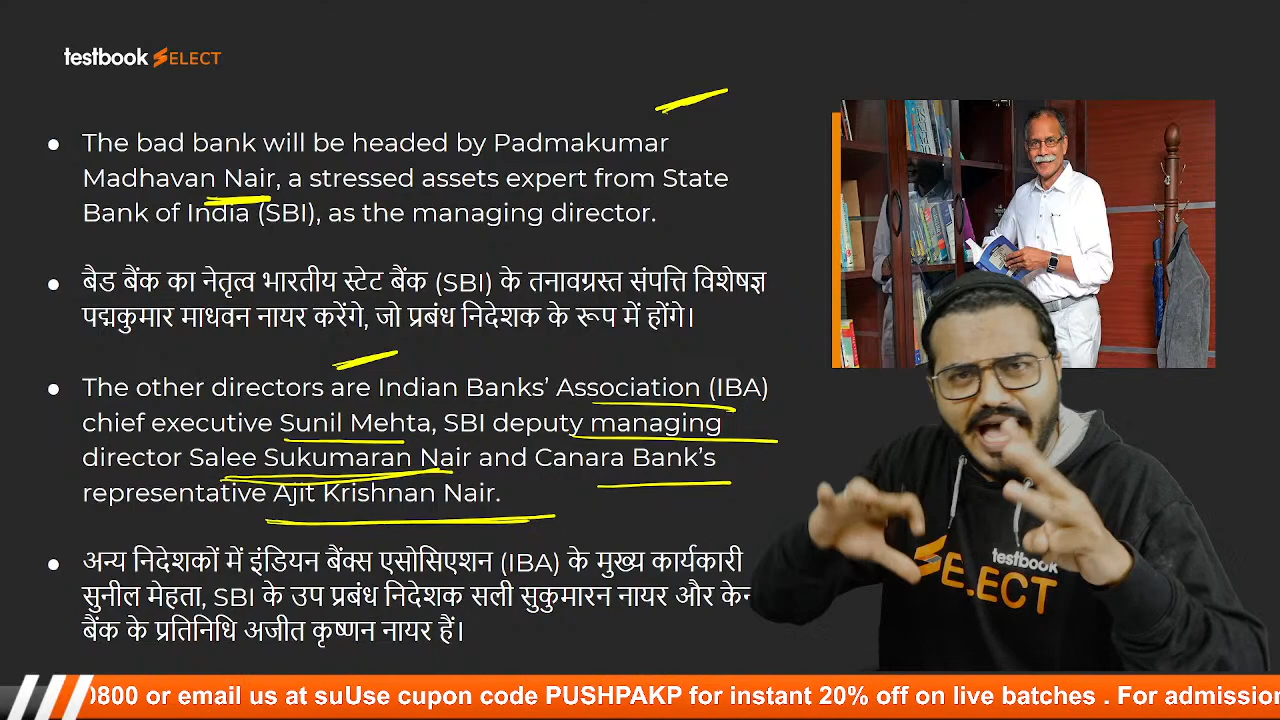 testbook SELECT
The bad bank will be headed by Padmakumar
Madhavan Nair, a stressed assets expert from State
Bank of India (SBI), as the managing director.
बैड बैंक का नेतृत्व भारतीय स्टेट बैंक (SBI) के तनावग्रस्त संपत्ति विशेषज्ञ
पद्मकुमार माधवन नायर करेंगे, जो प्रबंध निदेशक के रूप में होंगे।
The other directors are Indian Banks’ Association (IBA)
chief executive Sunil Mehta, SBI deputy managing
director Salee Sukumaran Nair and Canara Bank’s
representative Ajit Krishnan Nair.
अन्य निदेशकों में इंडियन बैंक्स एसोसिएशन (IBA) के मुख्य कार्यकारी
सुनील मेहता, SBI के उप प्रबंध निदेशक सली सुकुमारन नायर और
बैंक के प्रतिनिधि अजीत कृष्णन नायर हैं।
testbook
SELECT
0800 or email us at suUse cupon code PUSHPAKP for instant 20% off on live batches . For admission